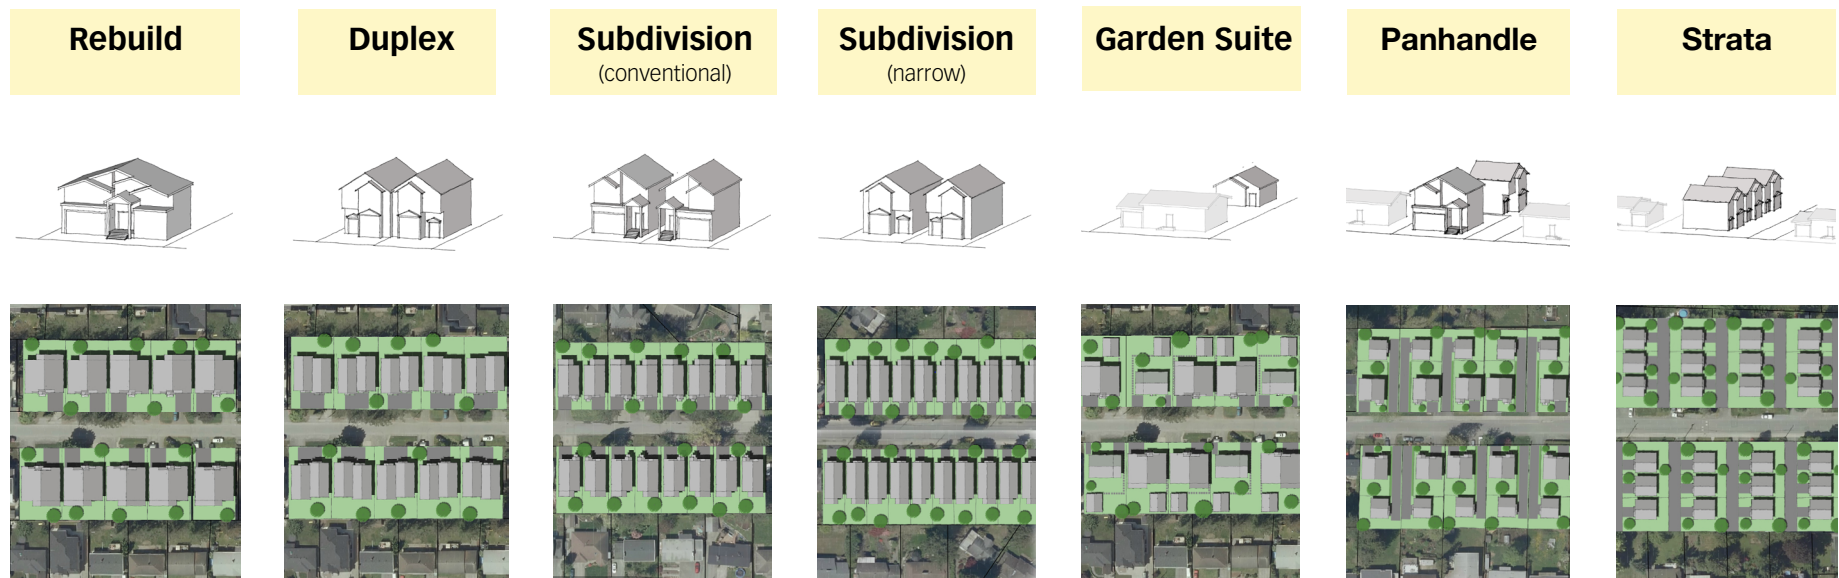 Rebuild
Duplex
Subdivision
(conventional)
Subdivision
(narrow)
Garden Suite
Panhandle
Strata